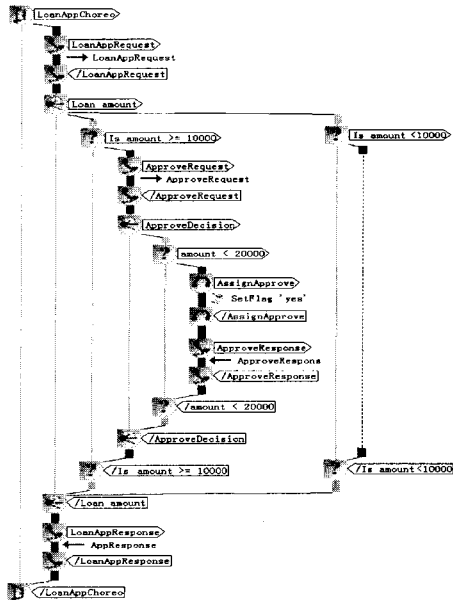 LoanAppChoreo
LoanAppRequest
LoanAppRequest
/LoanAppRequest
Loan amount
Is amount >= 10000
Is amount <10000
ApproveRequest
ApproveRequest
/ApproveRequest
ApproveDecision
amount < 20000
AssignApprove
SetFlag 'yes'
/AssignApprove
ApproveResponse
ApproveRespons
/ApproveResponse
/amount < 20000
/ApproveDecision
/Is amount >= 10000
/Is amount<10000
/Loan amount
LoanAppResponse
AppResponse
/LoanAppResponse
/LoanAppChoreo